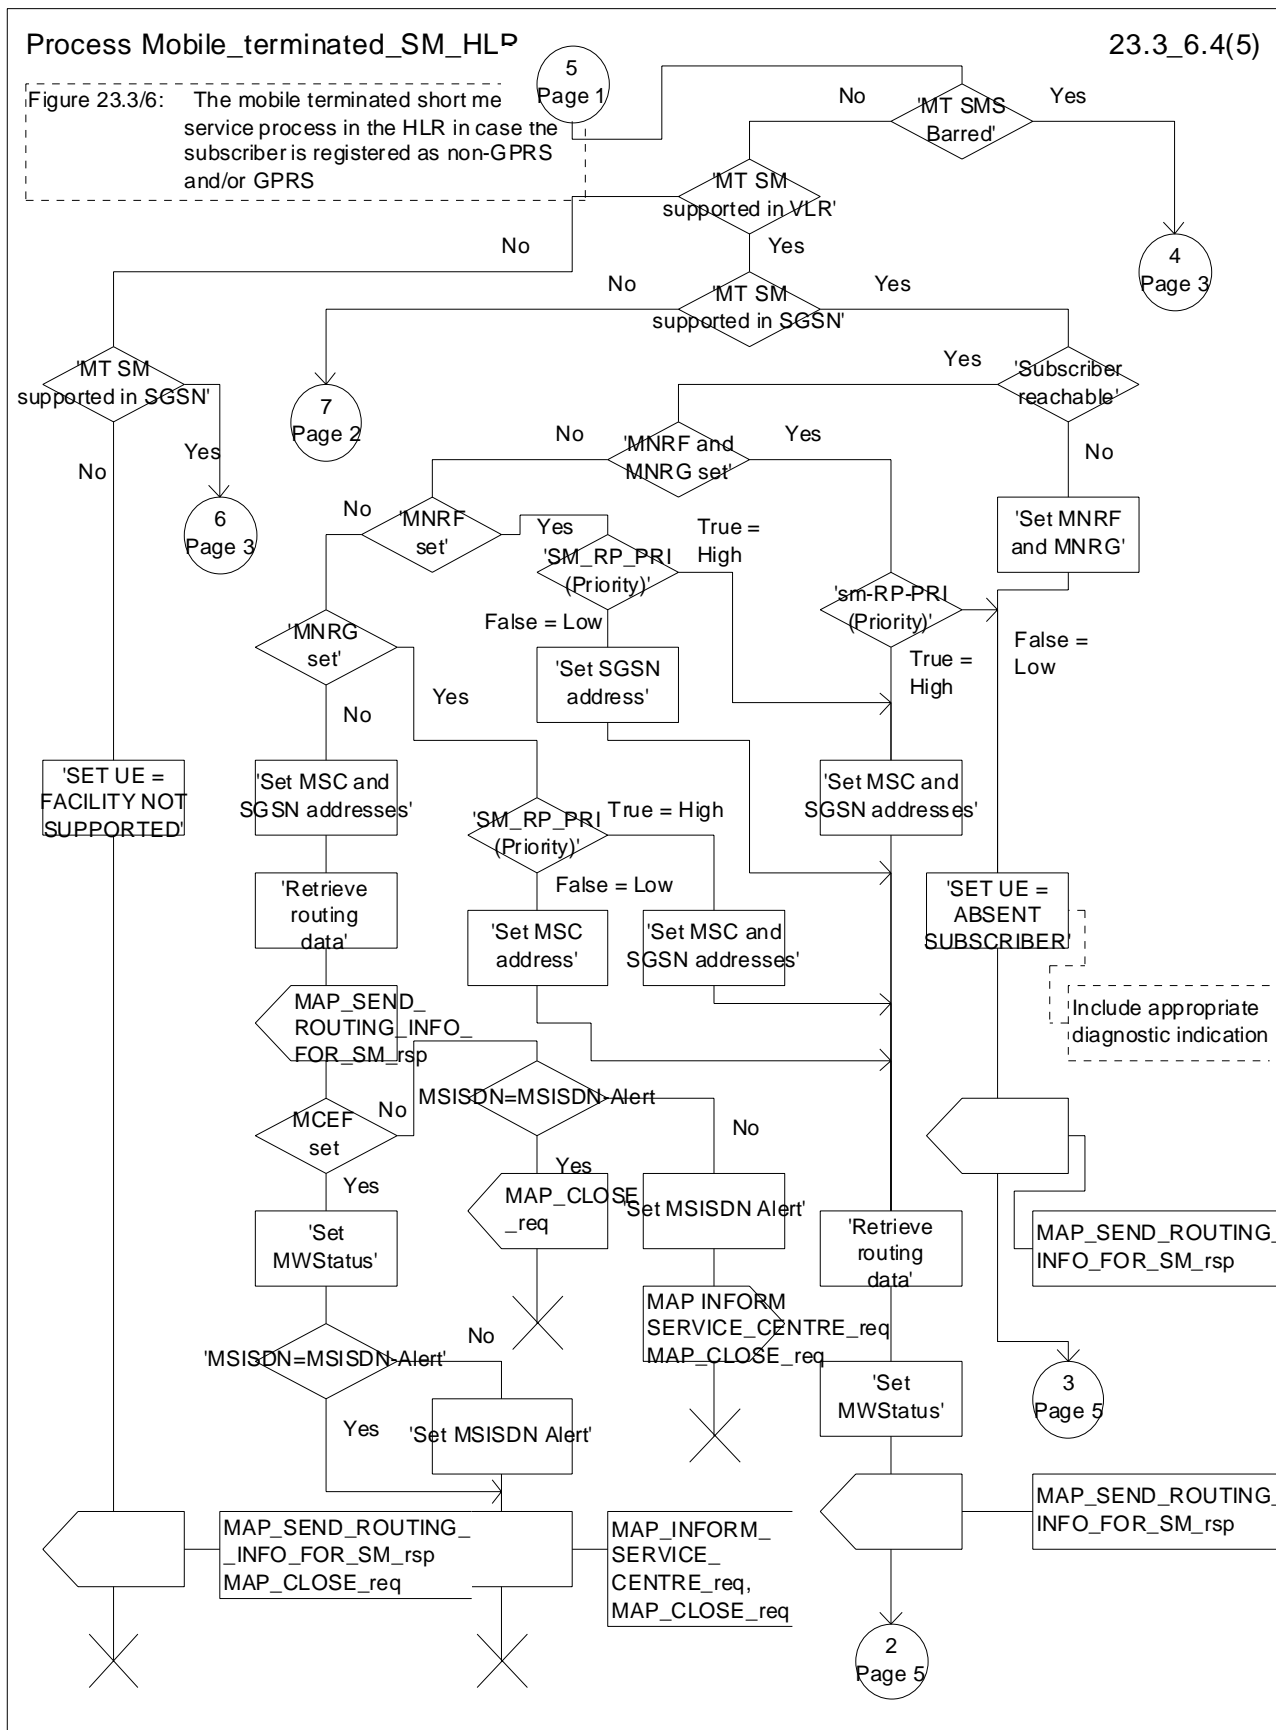 Process Mobile_terminated_SM_HLR
23.3_6.4(5)
5
Page 1
Figure 23.3/6: The mobile terminated short me
service process in the HLR in case the
subscriber is registered as non-GPRS
and/or GPRS
No
'MT SMS
Barred'
Yes
'MT SM
supported in VLR'
No
Yes
4
Page 3
No
'MT SM
supported in SGSN'
Yes
'MT SM
supported in SGSN'
Yes
'Subscriber
reachable'
7
Page 2
No
Yes
No
'MNRF and
MNRG set'
Yes
No
6
Page 3
No
'MNRF
set'
Yes
True =
High
'Set MNRF
and MNRG'
'SM_RP_PRI
(Priority)'
'sm-RP-PRI
(Priority)'
False = Low
False =
Low
'MNRG
set'
True =
High
Yes
'Set SGSN
address'
No
'SET UE =
FACILITY NOT
SUPPORTED'
'Set MSC and
SGSN addresses'
'SM_RP_PRI
(Priority)'
True = High
'Set MSC and
SGSN addresses'
False = Low
'Retrieve
routing
data'
'Set MSC
address'
'Set MSC and
SGSN addresses'
'SET UE =
ABSENT
SUBSCRIBER'
MAP_SEND_
ROUTING_INFO_
FOR_SM_rsp
Include appropriate
diagnostic indication
MCEF
set
No
MSISDN=MSISDN-Alert
No
Yes
Yes
MAP_CLOSE
_req
'Set MSISDN Alert'
'Set
MWStatus'
'Retrieve
routing
data'
MAP_SEND_ROUTING_
INFO_FOR_SM_rsp
MAP INFORM
SERVICE_CENTRE_req
MAP_CLOSE_req
'MSISDN=MSISDN-Alert'
No
Yes
'Set MSISDN Alert'
'Set
MWStatus'
3
Page 5
MAP_SEND_ROUTING_
_INFO_FOR_SM_rsp
MAP_CLOSE_req
MAP_INFORM_
SERVICE_
CENTRE_req,
MAP_CLOSE_req
MAP_SEND_ROUTING_
INFO_FOR_SM_rsp
2
Page 5